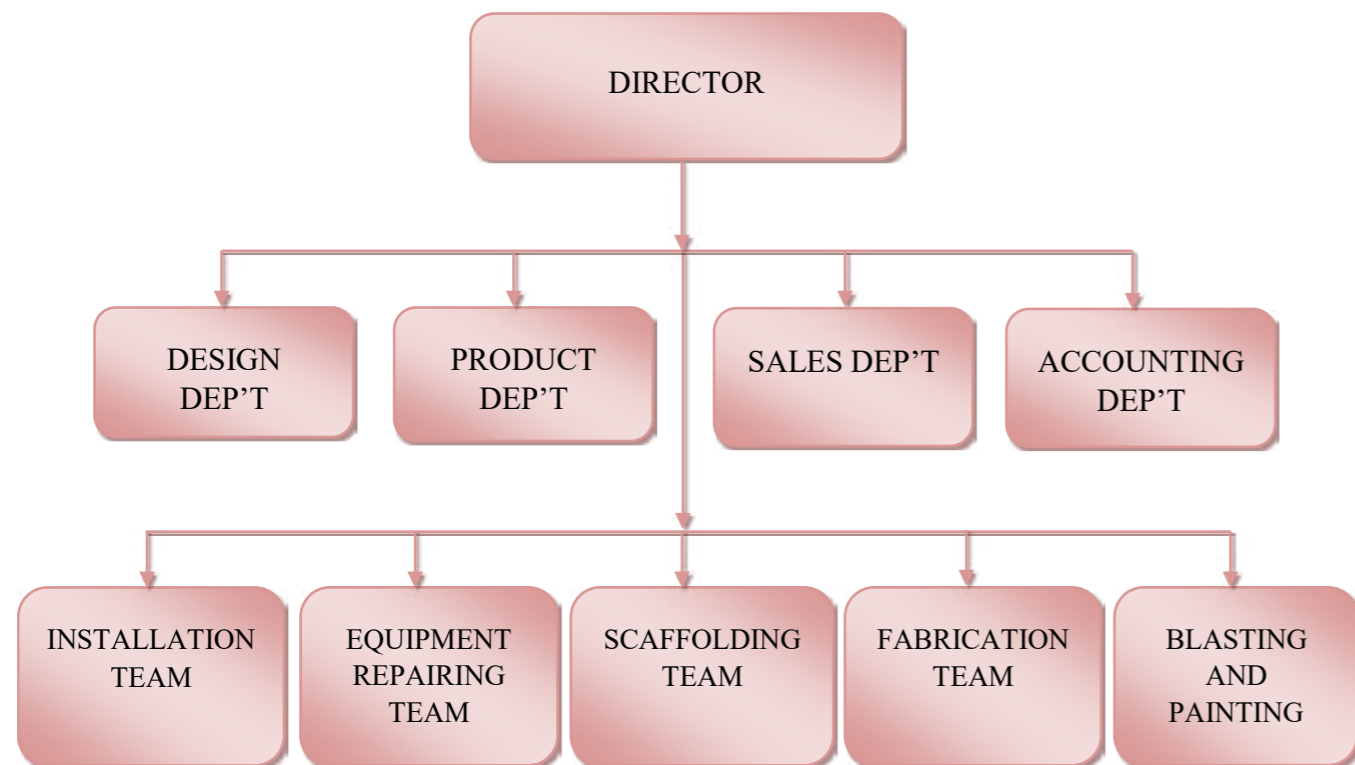 DIRECTOR
DESIGN
DEP’T
PRODUCT
DEP’T
SALES DEP’T
ACCOUNTING
DEP’T
INSTALLATION
TEAM
EQUIPMENT
REPAIRING
TEAM
SCAFFOLDING
TEAM
FABRICATION
TEAM
BLASTING
AND
PAINTING